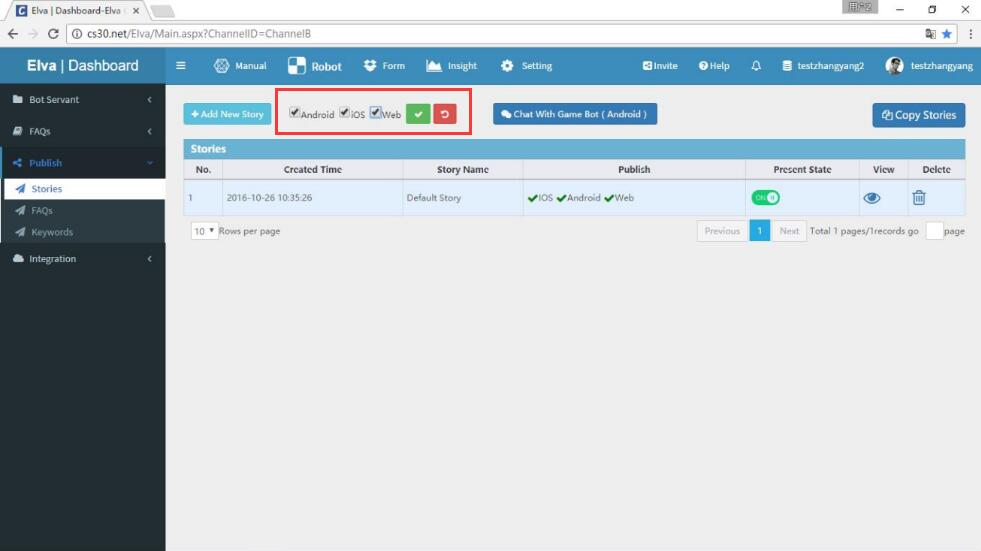 Elva | Dashboard-Elva
用户2
cs30.net/Elva/Main.aspx?ChannelID=ChannelB
Elva | Dashboard
Manual
Robot
Form
Insight
Setting
Invite
Help
testzhangyang2
testzhangyang
Bot Servant
FAQs
Publish
Stories
FAQs
Keywords
Integration
Add New Story
Android iOS Web
Chat With Game Bot ( Android )
Copy Stories
Stories
No. Created Time Story Name Publish Present State View Delete
1 2016-10-26 10:35:26 Default Story IOS Android Web ON
10 Rows per page
Previous 1 Next Total 1 pages/1records go page